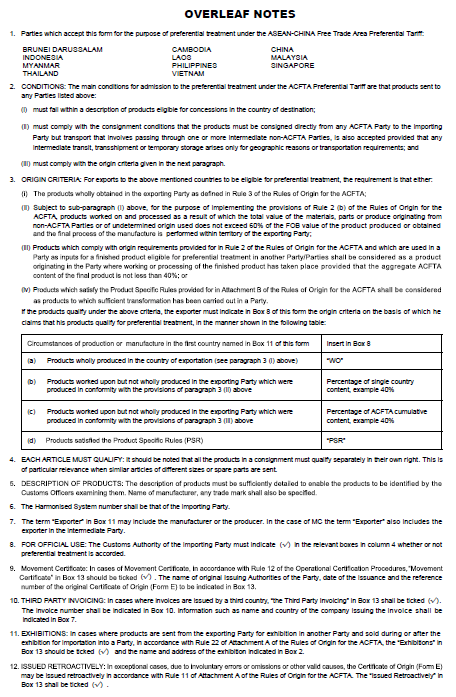 OVERLEAF NOTES
1. Parties which accept this form for the purpose of preferential treatment under the ASEAN-CHINA Free Trade Area Preferential Tariff:
BRUNEI DARUSSALAM CAMBODIA CHINA
INDONESIA LAOS MALAYSIA
MYANMAR PHILIPPINES SINGAPORE
THAILAND VIETNAM
2. CONDITIONS: The main conditions for admission to the preferential treatment under the ACFTA Preferential Tariff are that products sent to
any Parties listed above:
(i) must fall within a description of products eligible for concessions in the country of destination;
(ii) must comply with the consignment conditions that the products must be consigned directly from any ACFTA Party to the importing
Party but transport that involves passing through one or more intermediate non-ACFTA Parties, is also accepted provided that any
intermediate transit, transshipment or temporary storage arises only for geographic reasons or transportation requirements; and
(iii) must comply with the origin criteria given in the next paragraph.
3. ORIGIN CRITERIA: For exports to the above mentioned countries to be eligible for preferential treatment, the requirement is that either:
(i) The products wholly obtained in the exporting Party as defined in Rule 3 of the Rules of Origin for the ACFTA;
(ii) Subject to sub-paragraph (i) above, for the purpose of implementing the provisions of Rule 2 (b) of the Rules of Origin for the
ACFTA, products worked on and processed as a result of which the total value of the materials, parts or produce originating from
non-ACFTA Parties or of undetermined origin used does not exceed 60% of the FOB value of the product produced or obtained
and the final process of the manufacture is performed within territory of the exporting Party;
(iii) Products which comply with origin requirements provided for in Rule 2 of the Rules of Origin for the ACFTA and which are used in a
Party as inputs for a finished product eligible for preferential treatment in another Party/Parties shall be considered as a product
originating in the Party where working or processing of the finished product has taken place provided that the aggregate ACFTA
content of the final product is not less than 40%; or
(iv) Products which satisfy the Product Specific Rules provided for in Attachment B of the Rules of Origin for the ACFTA shall be considered
as products to which sufficient transformation has been carried out in a Party.
If the products qualify under the above criteria, the exporter must indicate in Box 8 of this form the origin criteria on the basis of which he
claims that his products qualify for preferential treatment, in the manner shown in the following table:
Circumstances of production or manufacture in the first country named in Box 11 of this form Insert in Box 8
(a) Products wholly produced in the country of exportation (see paragraph 3 (i) above) "WO"
(b) Products worked upon but not wholly produced in the exporting Party which were Percentage of single country
produced in conformity with the provisions of paragraph 3 (ii) above content, example 40%
(c) Products worked upon but not wholly produced in the exporting Party which were Percentage of ACFTA cumulative
produced in conformity with the provisions of paragraph 3 (iii) above content, example 40%
(d) Products satisfied the Product Specific Rules (PSR) "PSR"
4. EACH ARTICLE MUST QUALIFY: It should be noted that all the products in a consignment must qualify separately in their own right. This is
of particular relevance when similar articles of different sizes or spare parts are sent.
5. DESCRIPTION OF PRODUCTS: The description of products must be sufficiently detailed to enable the products to be identified by the
Customs Officers examining them. Name of manufacturer, any trade mark shall also be specified.
6. The Harmonised System number shall be that of the importing Party.
7. The term "Exporter" in Box 11 may include the manufacturer or the producer. In the case of MC the term "Exporter" also includes the
exporter in the intermediate Party.
8. FOR OFFICIAL USE: The Customs Authority of the importing Party must indicate (√) in the relevant boxes in column 4 whether or not
preferential treatment is accorded.
9. Movement Certificate: In cases of Movement Certificate, in accordance with Rule 12 of the Operational Certification Procedures, "Movement
Certificate" in Box 13 should be ticked (√). The name of original Issuing Authorities of the Party, date of the issuance and the reference
number of the original Certificate of Origin (Form E) to be indicated in Box 13.
10. THIRD PARTY INVOICING: In cases where invoices are issued by a third country, "the Third Party Invoicing" in Box 13 shall be ticked (√).
The invoice number shall be indicated in Box 10. Information such as name and country of the company issuing the invoice shall be
indicated in Box 7.
11. EXHIBITIONS: In cases where products are sent from the exporting Party for exhibition in another Party and sold during or after the
exhibition for importation into a Party, in accordance with Rule 22 of Attachment A of the Rules of Origin for the ACFTA, the "Exhibitions" in
Box 13 should be ticked (√) and the name and address of the exhibition indicated in Box 2.
12. ISSUED RETROACTIVELY: In exceptional cases, due to involuntary errors or omissions or other valid causes, the Certificate of Origin (Form E)
may be issued retroactively in accordance with Rule 11 of Attachment A of the Rules of Origin for the ACFTA. The "Issued Retroactively" in
Box 13 shall be ticked (√).